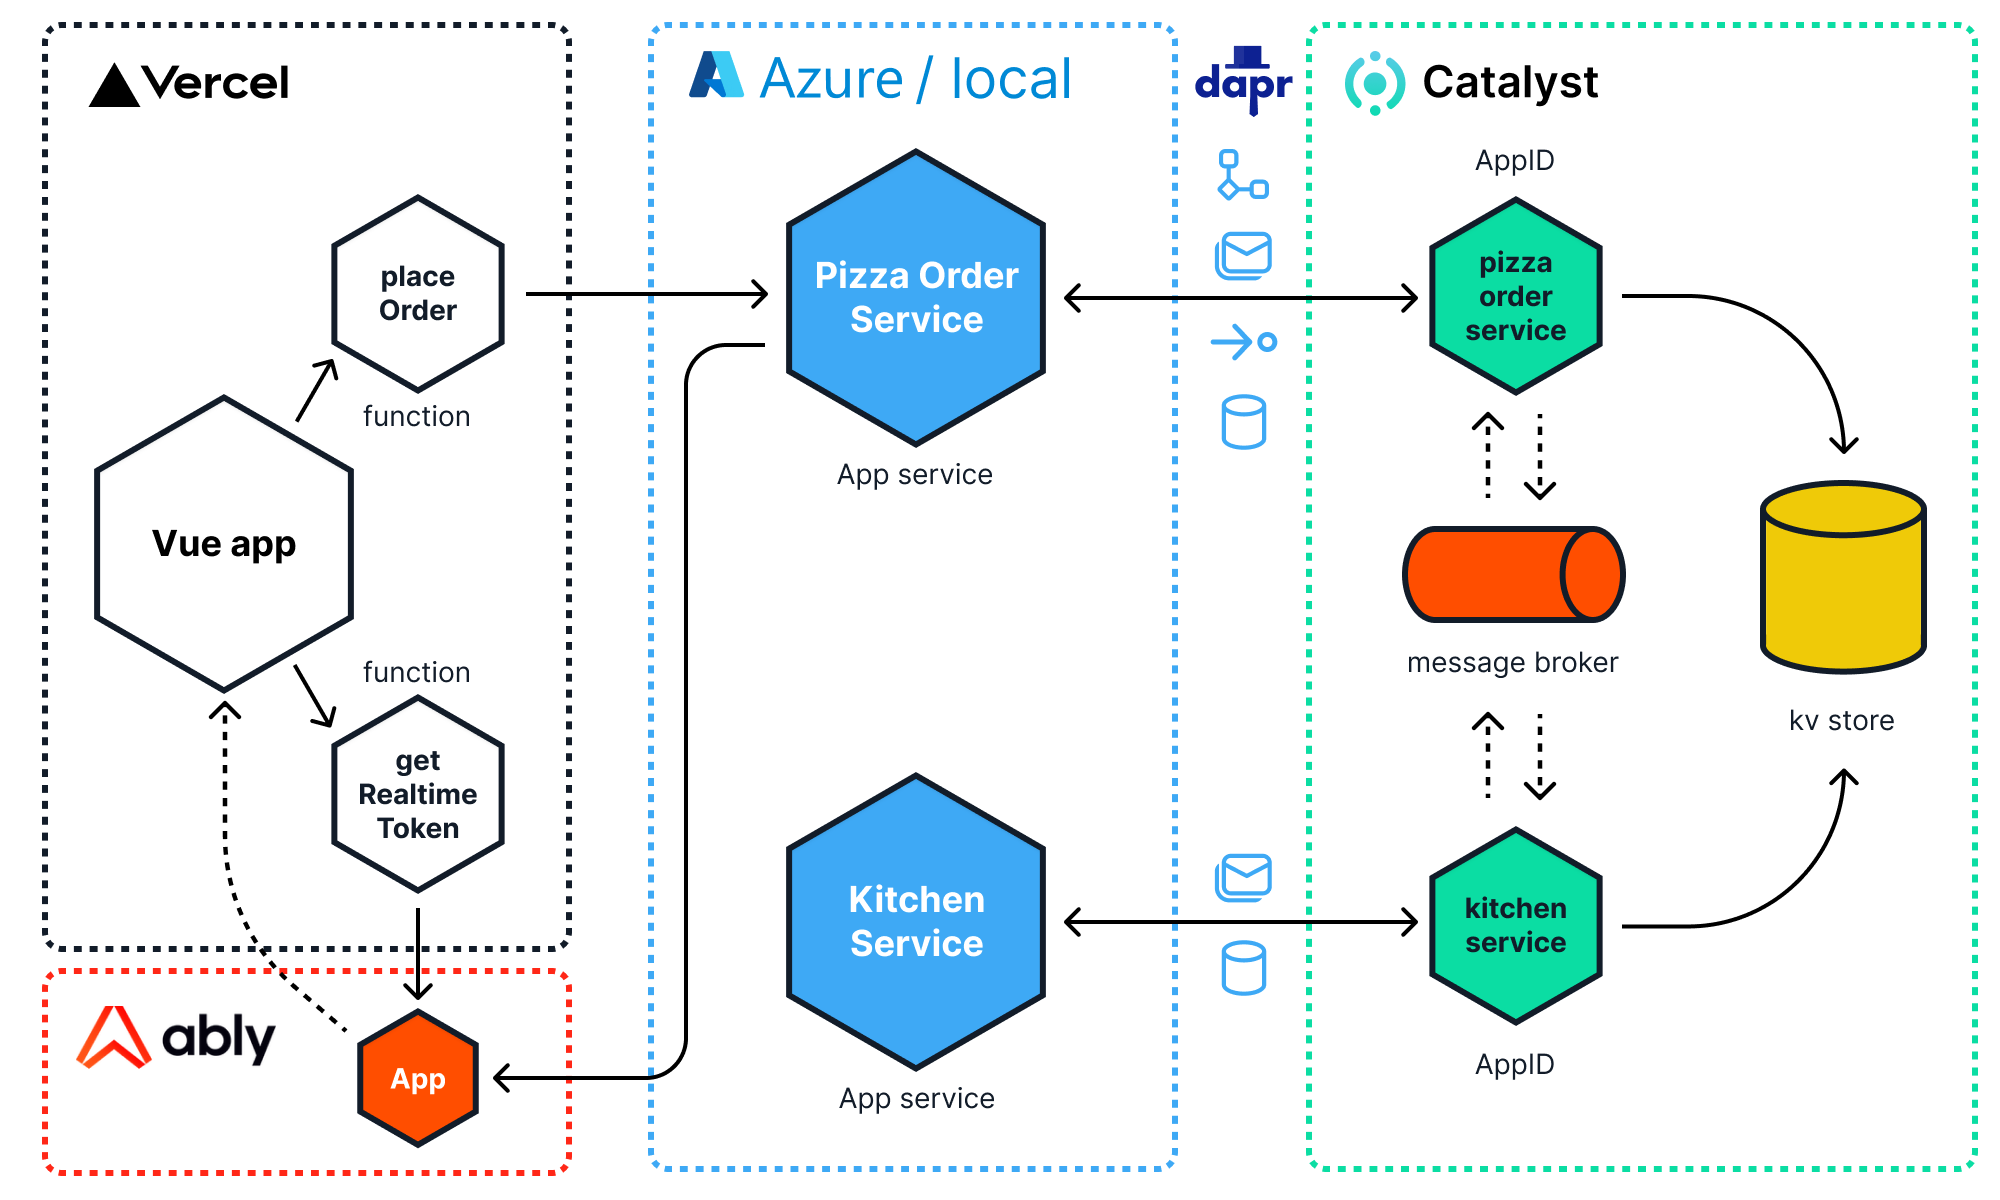 Vercel
place
Order
function
Vue app
function
get
Realtime
Token
ably
App
Azure / local
Pizza Order
Service
App service
Kitchen
Service
App service
dapr
Catalyst
AppID
pizza
order
service
message broker
kv store
kitchen
service
AppID